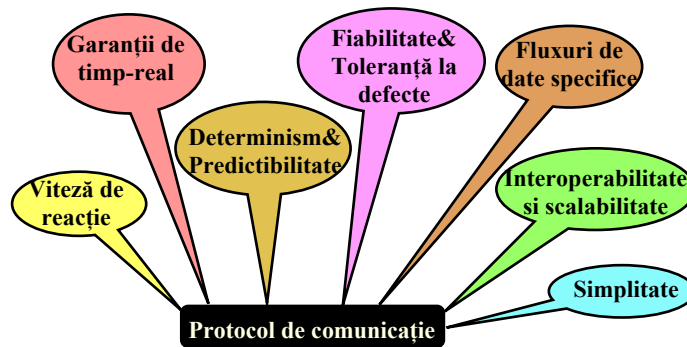 Garanții de
timp-real
Fiabilitate&
Toleranță la
defecte
Fluxuri de
date specifice
Determinism&
Predictibilitate
Viteză de
reacție
Interoperabilitate
si scalabilitate
Simplitate
Protocol de comunicație